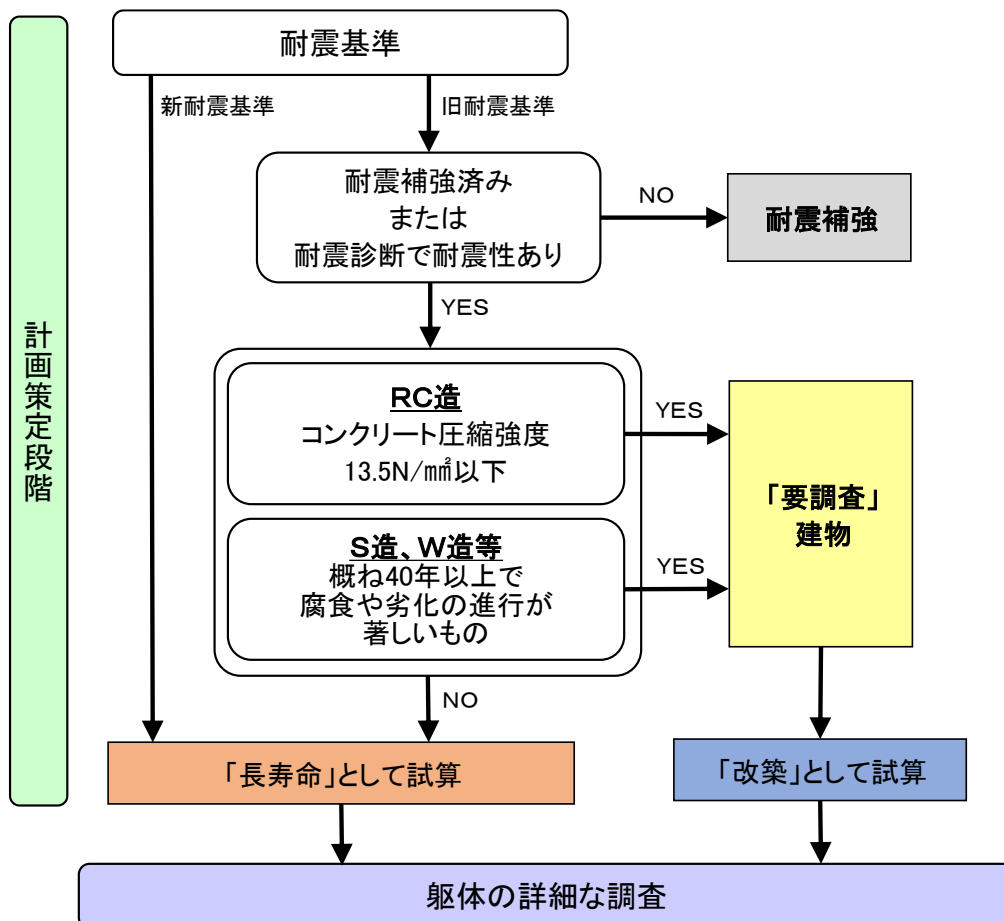 計画策定段階
耐震基準
新耐震基準
旧耐震基準
耐震補強済み
または
耐震診断で耐震性あり
NO
耐震補強
YES
RC造
コンクリート圧縮強度
13.5N/㎟以下
YES
S造、W造等
概ね40年以上で
腐食や劣化の進行が
著しいもの
YES
「要調査」
建物
NO
「長寿命」として試算
「改築」として試算
躯体の詳細な調査